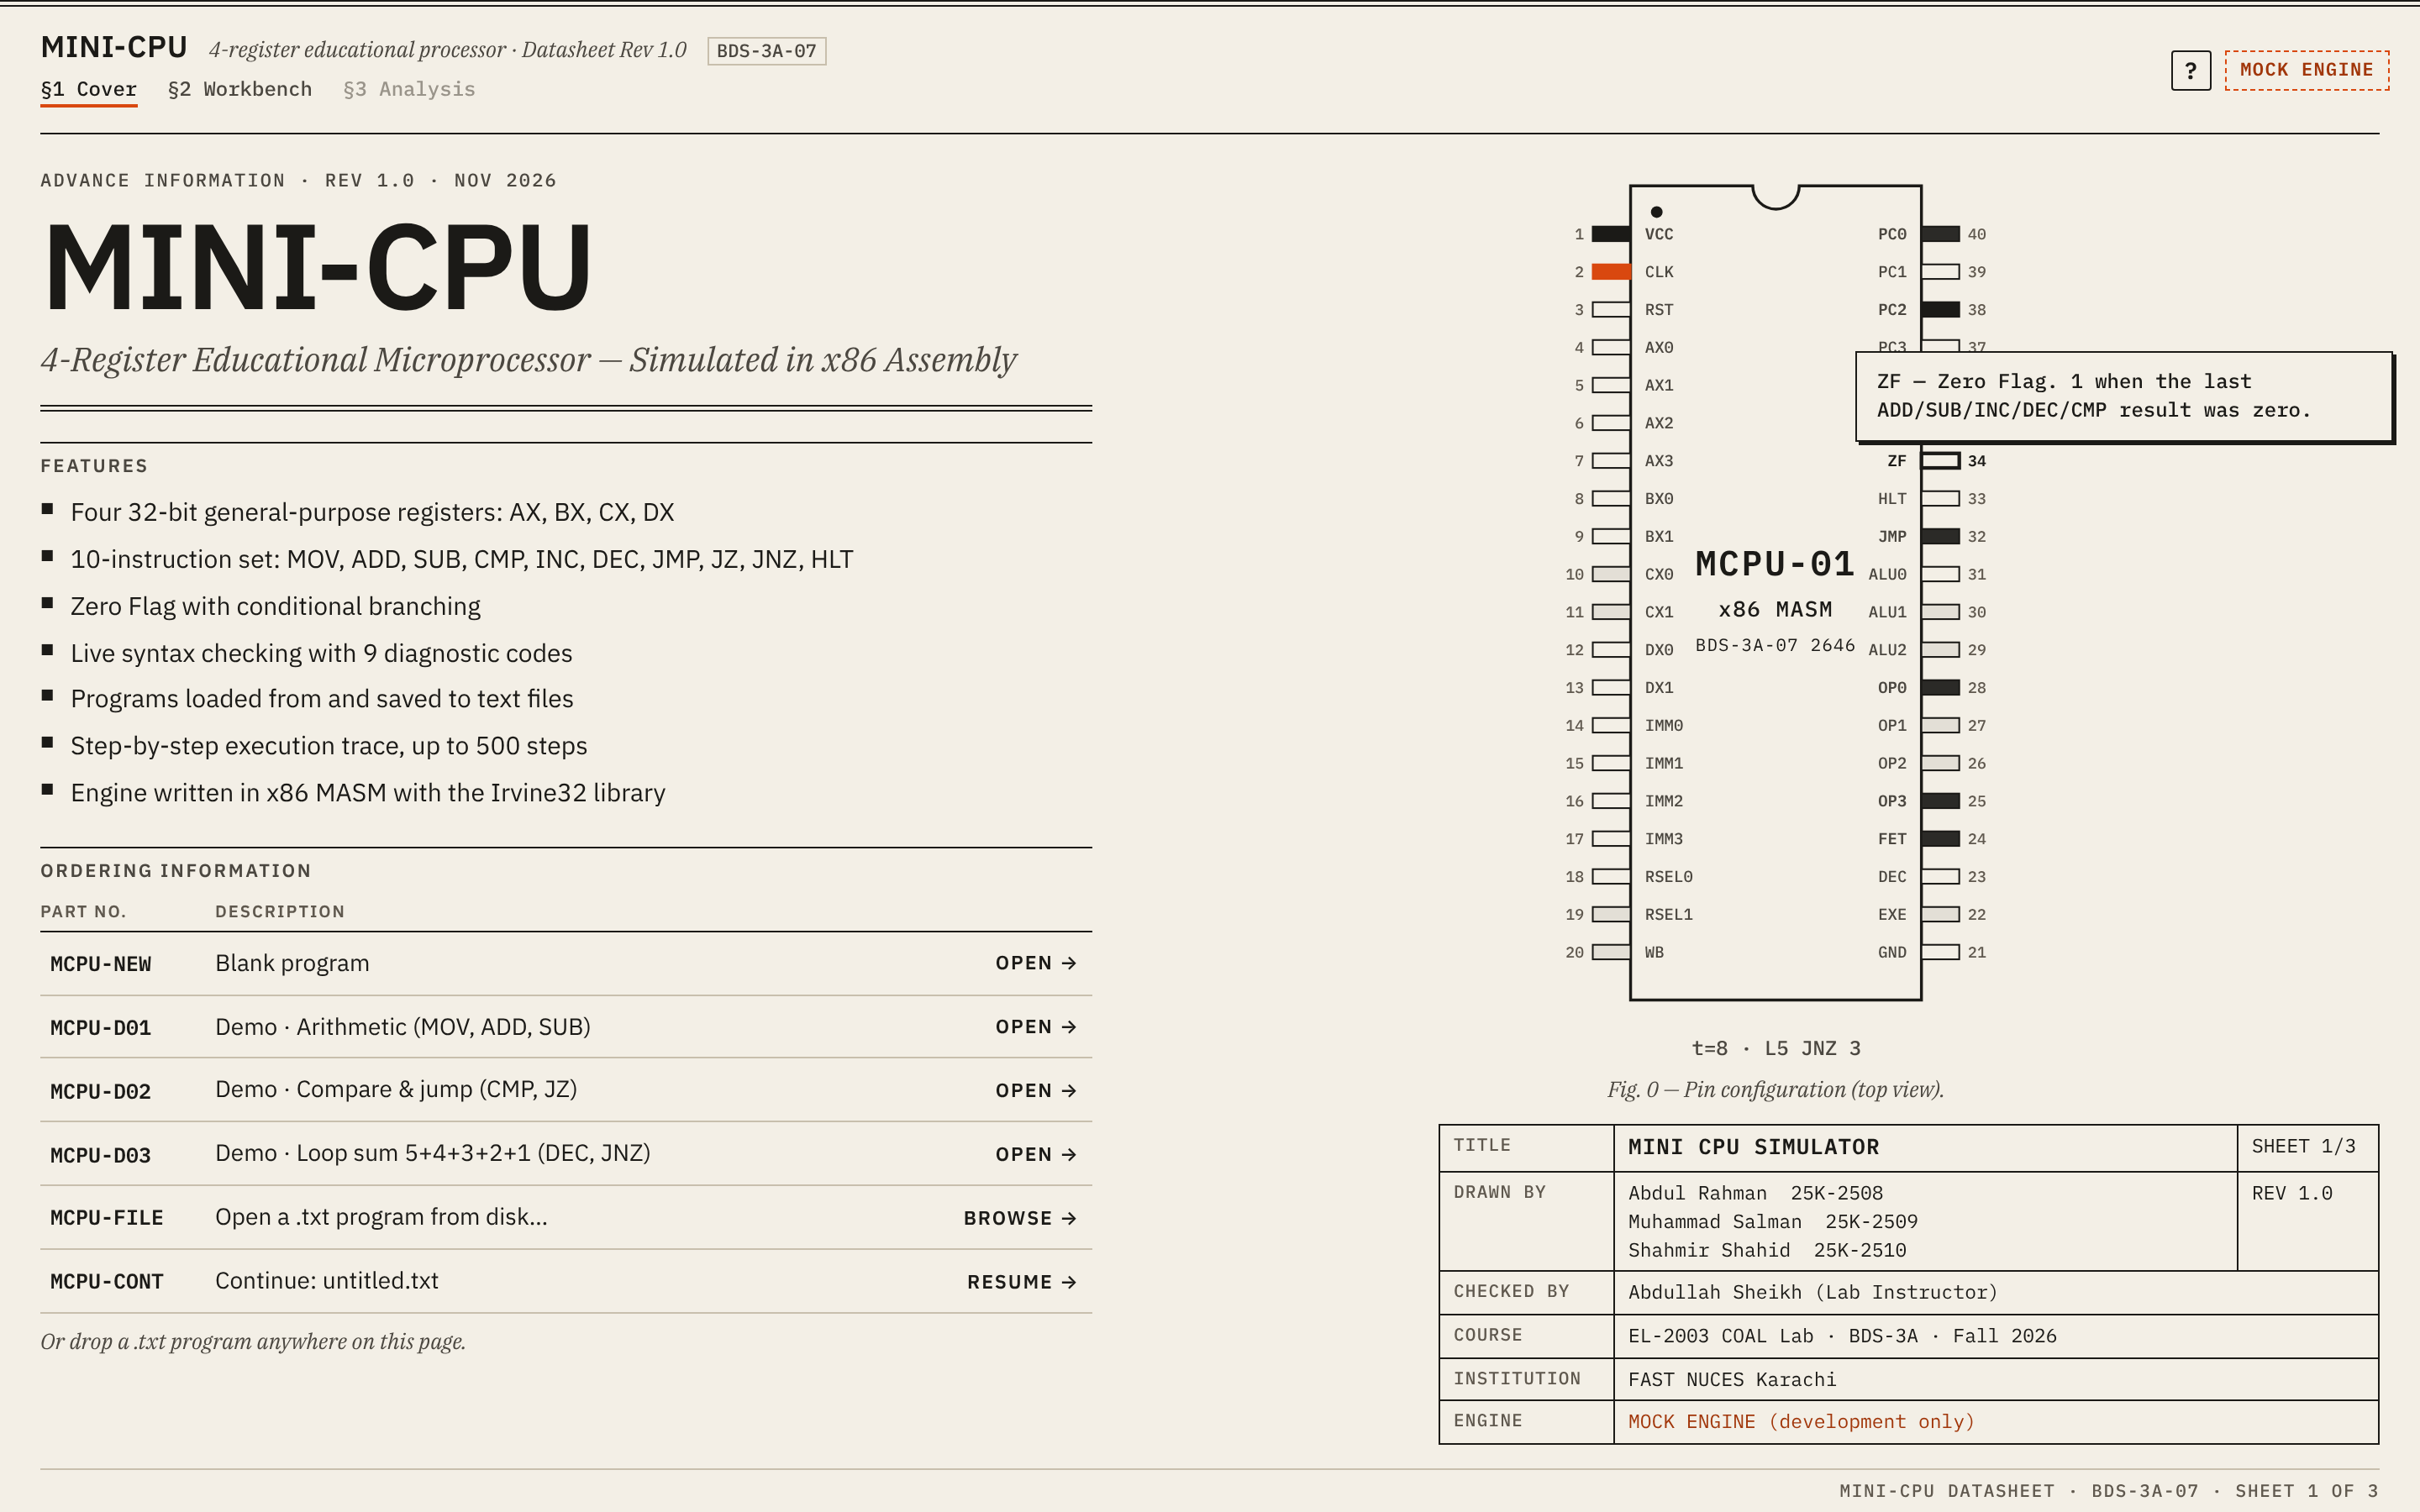 MINI-CPU 4-register educational processor · Datasheet Rev 1.0 BDS-3A-07
§1 Cover §2 Workbench §3 Analysis
? MOCK ENGINE
ADVANCE INFORMATION · REV 1.0 · NOV 2026
MINI-CPU
4-Register Educational Microprocessor — Simulated in x86 Assembly
FEATURES
■ Four 32-bit general-purpose registers: AX, BX, CX, DX
■ 10-instruction set: MOV, ADD, SUB, CMP, INC, DEC, JMP, JZ, JNZ, HLT
■ Zero Flag with conditional branching
■ Live syntax checking with 9 diagnostic codes
■ Programs loaded from and saved to text files
■ Step-by-step execution trace, up to 500 steps
■ Engine written in x86 MASM with the Irvine32 library
ORDERING INFORMATION
PART NO. DESCRIPTION
MCPU-NEW Blank program OPEN →
MCPU-D01 Demo · Arithmetic (MOV, ADD, SUB) OPEN →
MCPU-D02 Demo · Compare & jump (CMP, JZ) OPEN →
MCPU-D03 Demo · Loop sum 5+4+3+2+1 (DEC, JNZ) OPEN →
MCPU-FILE Open a .txt program from disk… BROWSE →
MCPU-CONT Continue: untitled.txt RESUME →
Or drop a .txt program anywhere on this page.
1 VCC PC0 40
2 CLK PC1 39
3 RST PC2 38
4 AX0 PC3 37
ZF — Zero Flag. 1 when the last
ADD/SUB/INC/DEC/CMP result was zero.
5 AX1
6 AX2
7 AX3 ZF 34
8 BX0 HLT 33
9 BX1 JMP 32
MCPU-01
10 CX0 ALU0 31
x86 MASM
11 CX1 ALU1 30
BDS-3A-07 2646
12 DX0 ALU2 29
13 DX1 OP0 28
14 IMM0 OP1 27
15 IMM1 OP2 26
16 IMM2 OP3 25
17 IMM3 FET 24
18 RSEL0 DEC 23
19 RSEL1 EXE 22
20 WB GND 21
t=8 · L5 JNZ 3
Fig. 0 — Pin configuration (top view).
TITLE MINI CPU SIMULATOR SHEET 1/3
DRAWN BY Abdul Rahman 25K-2508 REV 1.0
Muhammad Salman 25K-2509
Shahmir Shahid 25K-2510
CHECKED BY Abdullah Sheikh (Lab Instructor)
COURSE EL-2003 COAL Lab · BDS-3A · Fall 2026
INSTITUTION FAST NUCES Karachi
ENGINE MOCK ENGINE (development only)
MINI-CPU DATASHEET · BDS-3A-07 · SHEET 1 OF 3